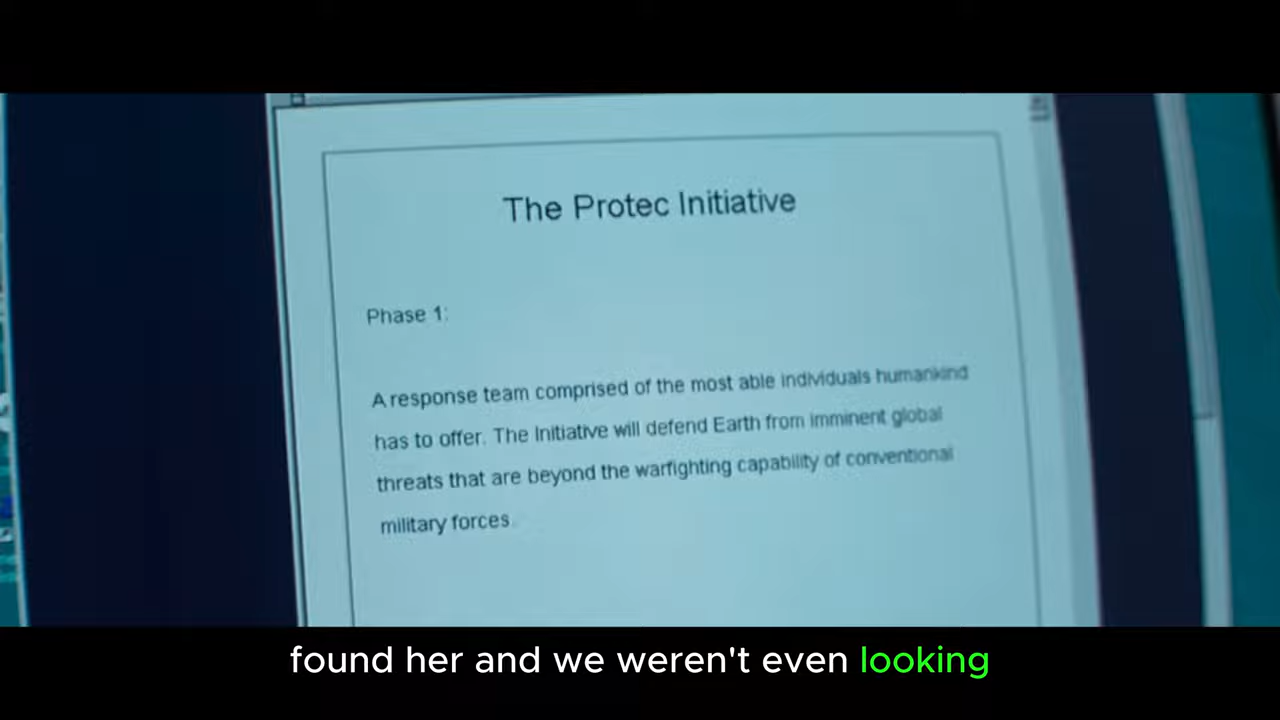 The Protec Initiative
Phase 1:
A response team comprised of the most able individuals humankind
has to offer. The Initiative will defend Earth from imminent global
threats that are beyond the warfighting capability of conventional
military forces.
found her and we weren't even looking